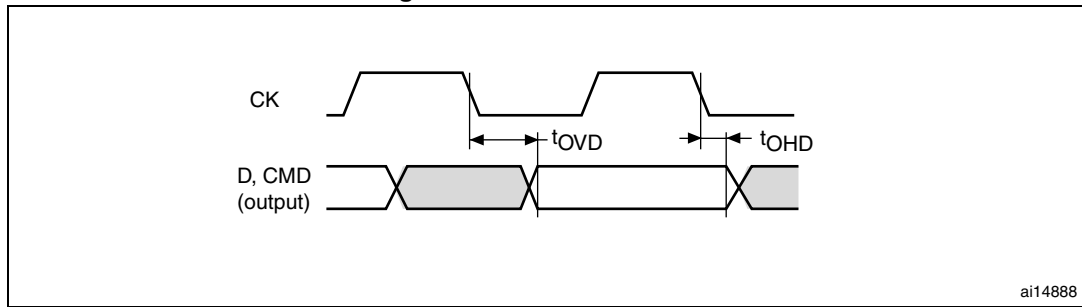 CK
tOVD
tOHD
D, CMD
(output)
ai14888